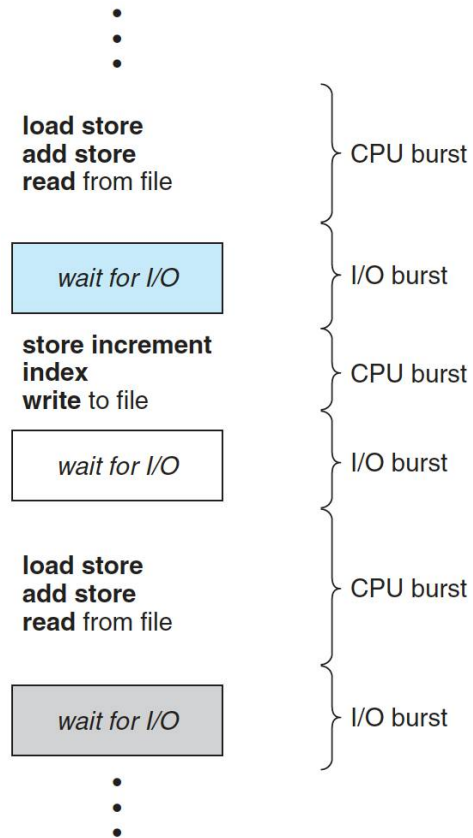 load store
add store
read from file
CPU burst
wait for I/O
I/O burst
store increment
index
write to file
CPU burst
wait for I/O
I/O burst
load store
add store
read from file
CPU burst
wait for I/O
I/O burst